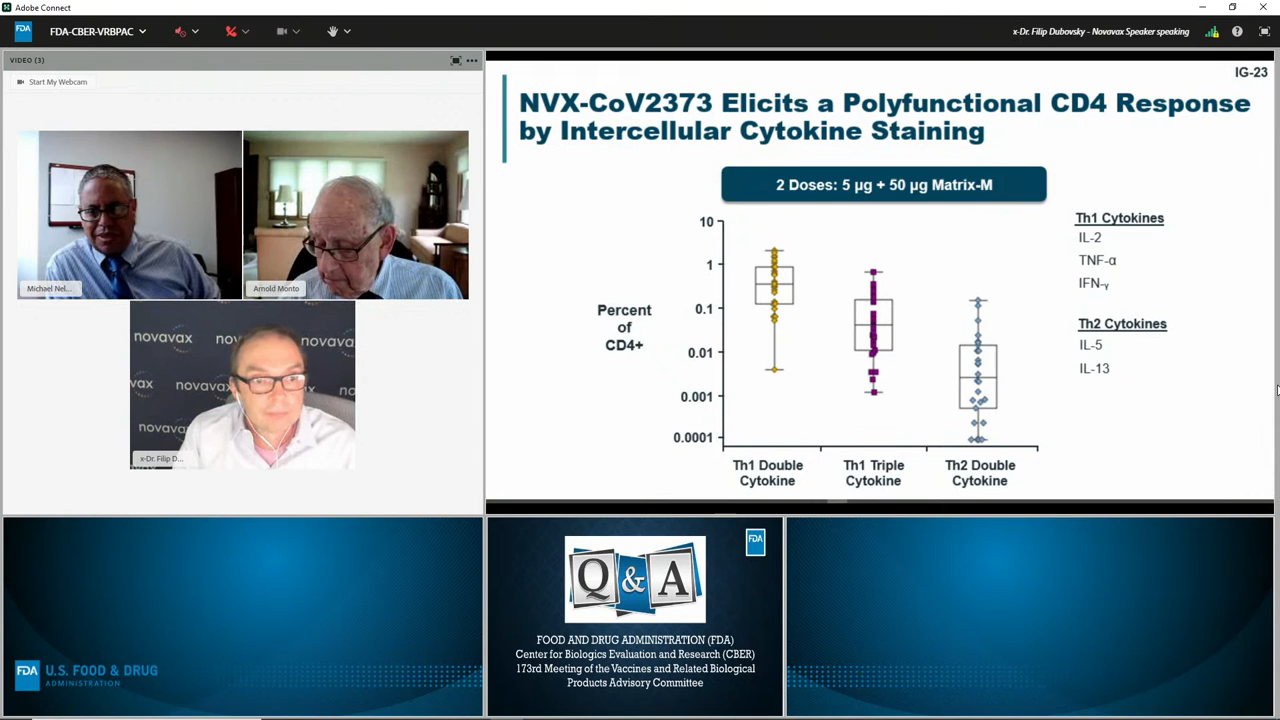 Adobe Connect
FDA
FDA-CBER-VRBPAC
x-Dr. Filip Dubovsky - Novavax Speaker speaking
VIDEO (3)
Start My Webcam
Michael Nel...
Arnold Monto
novavax
novavax
novavax
novavax
x-Dr. Filip D...
IG-23
NVX-CoV2373 Elicits a Polyfunctional CD4 Response
by Intercellular Cytokine Staining
2 Doses: 5 µg + 50 µg Matrix-M
Percent
of
CD4+
10
1
0.1
0.01
0.001
0.0001
Th1 Double
Cytokine
Th1 Triple
Cytokine
Th2 Double
Cytokine
Th1 Cytokines
IL-2
TNF-α
IFN-γ
Th2 Cytokines
IL-5
IL-13
FDA U.S. FOOD & DRUG
ADMINISTRATION
FDA
Q & A
FOOD AND DRUG ADMINISTRATION (FDA)
Center for Biologics Evaluation and Research (CBER)
173rd Meeting of the Vaccines and Related Biological
Products Advisory Committee